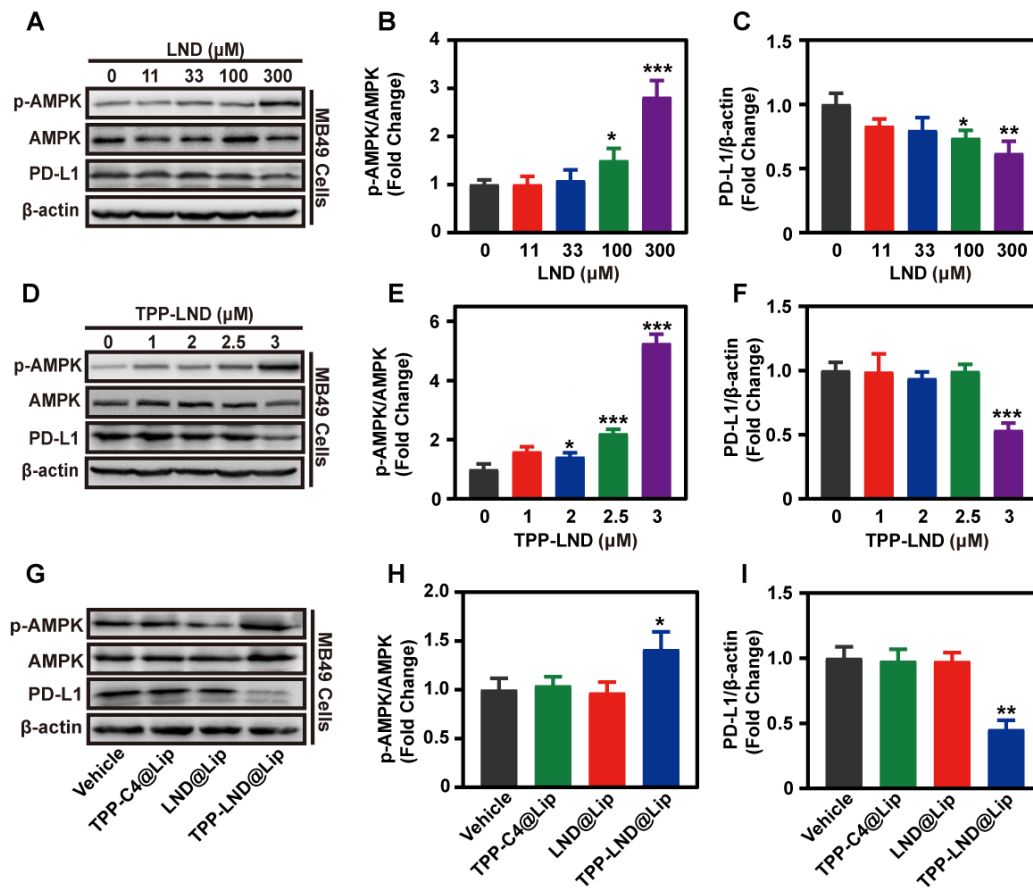 A
LND (μM)
0 11 33 100 300
p-AMPK
AMPK
PD-L1
β-actin
MB49 Cells
B
p-AMPK/AMPK
(Fold Change)
4
3
2
1
0
*
***
0 11 33 100 300
LND (μM)
C
PD-L1/β-actin
(Fold Change)
1.5
1.0
0.5
0
*
**
0 11 33 100 300
LND (μM)
D
TPP-LND (μM)
0 1 2 2.5 3
p-AMPK
AMPK
PD-L1
β-actin
MB49 Cells
E
p-AMPK/AMPK
(Fold Change)
6
4
2
0
*
***
***
0 1 2 2.5 3
TPP-LND (μM)
F
PD-L1/β-actin
(Fold Change)
1.5
1.0
0.5
0
***
0 1 2 2.5 3
TPP-LND (μM)
G
p-AMPK
AMPK
PD-L1
β-actin
MB49 Cells
Vehicle
TPP-C4@Lip
LND@Lip
TPP-LND@Lip
H
p-AMPK/AMPK
(Fold Change)
2.0
1.5
1.0
0.5
0
*
Vehicle
TPP-C4@Lip
LND@Lip
TPP-LND@Lip
I
PD-L1/β-actin
(Fold Change)
1.5
1.0
0.5
0
**
Vehicle
TPP-C4@Lip
LND@Lip
TPP-LND@Lip